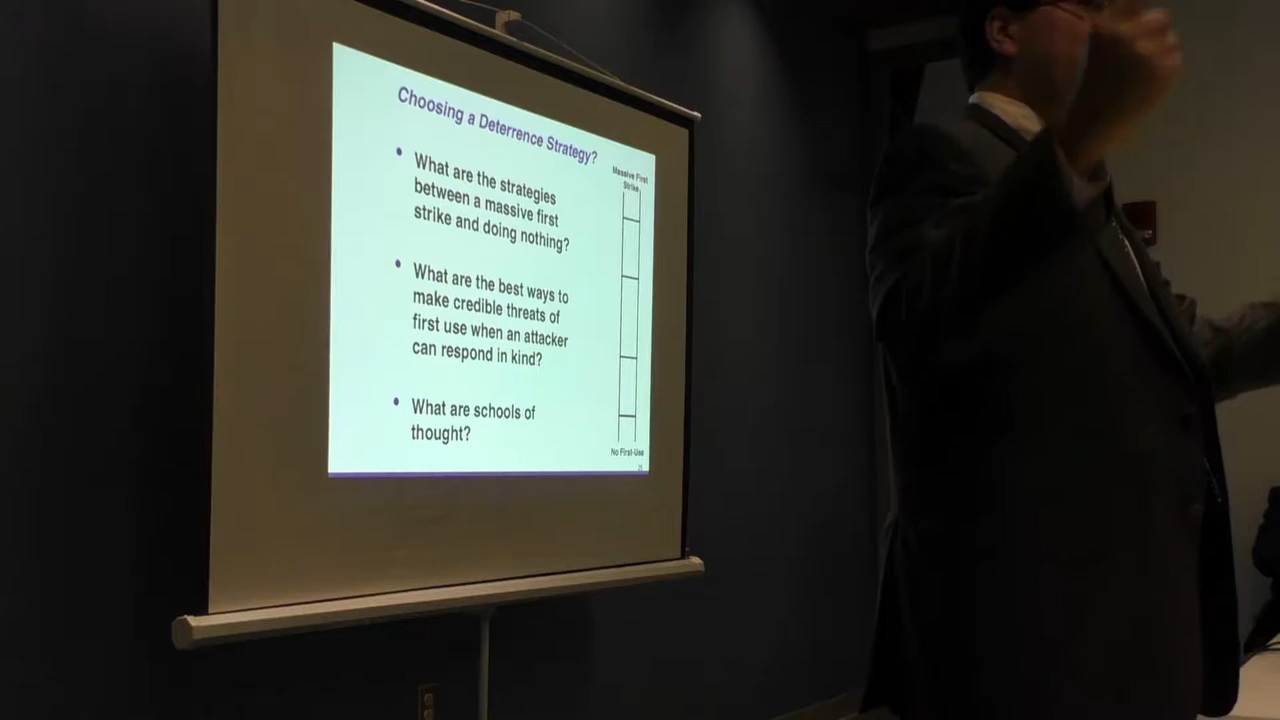 Choosing a Deterrence Strategy?
• What are the strategies
between a massive first
strike and doing nothing?
• What are the best ways to
make credible threats of
first use when an attacker
can respond in kind?
• What are schools of
thought?
Massive First
Strike
No First-Use